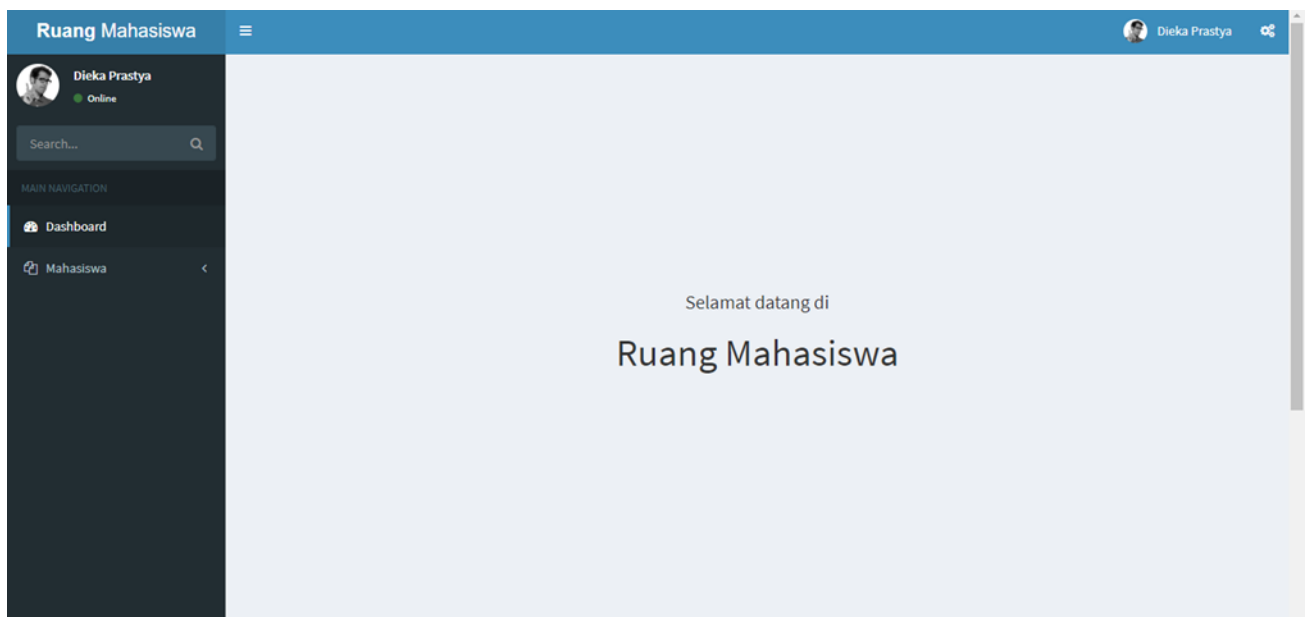 Ruang Mahasiswa
Dieka Prastya
Dieka Prastya
Online
Search...
MAIN NAVIGATION
Dashboard
Mahasiswa
Selamat datang di
Ruang Mahasiswa